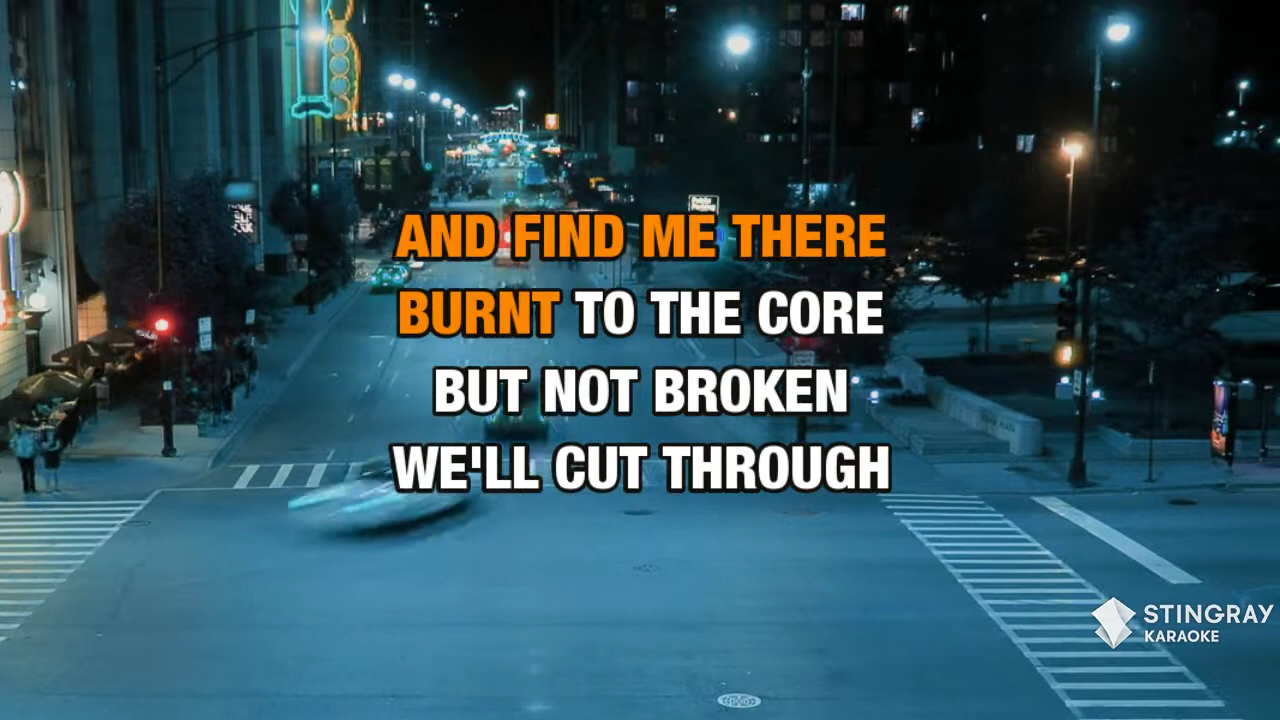 AND FIND ME THERE
BURNT TO THE CORE
BUT NOT BROKEN
WE'LL CUT THROUGH
STINGRAY
KARAOKE